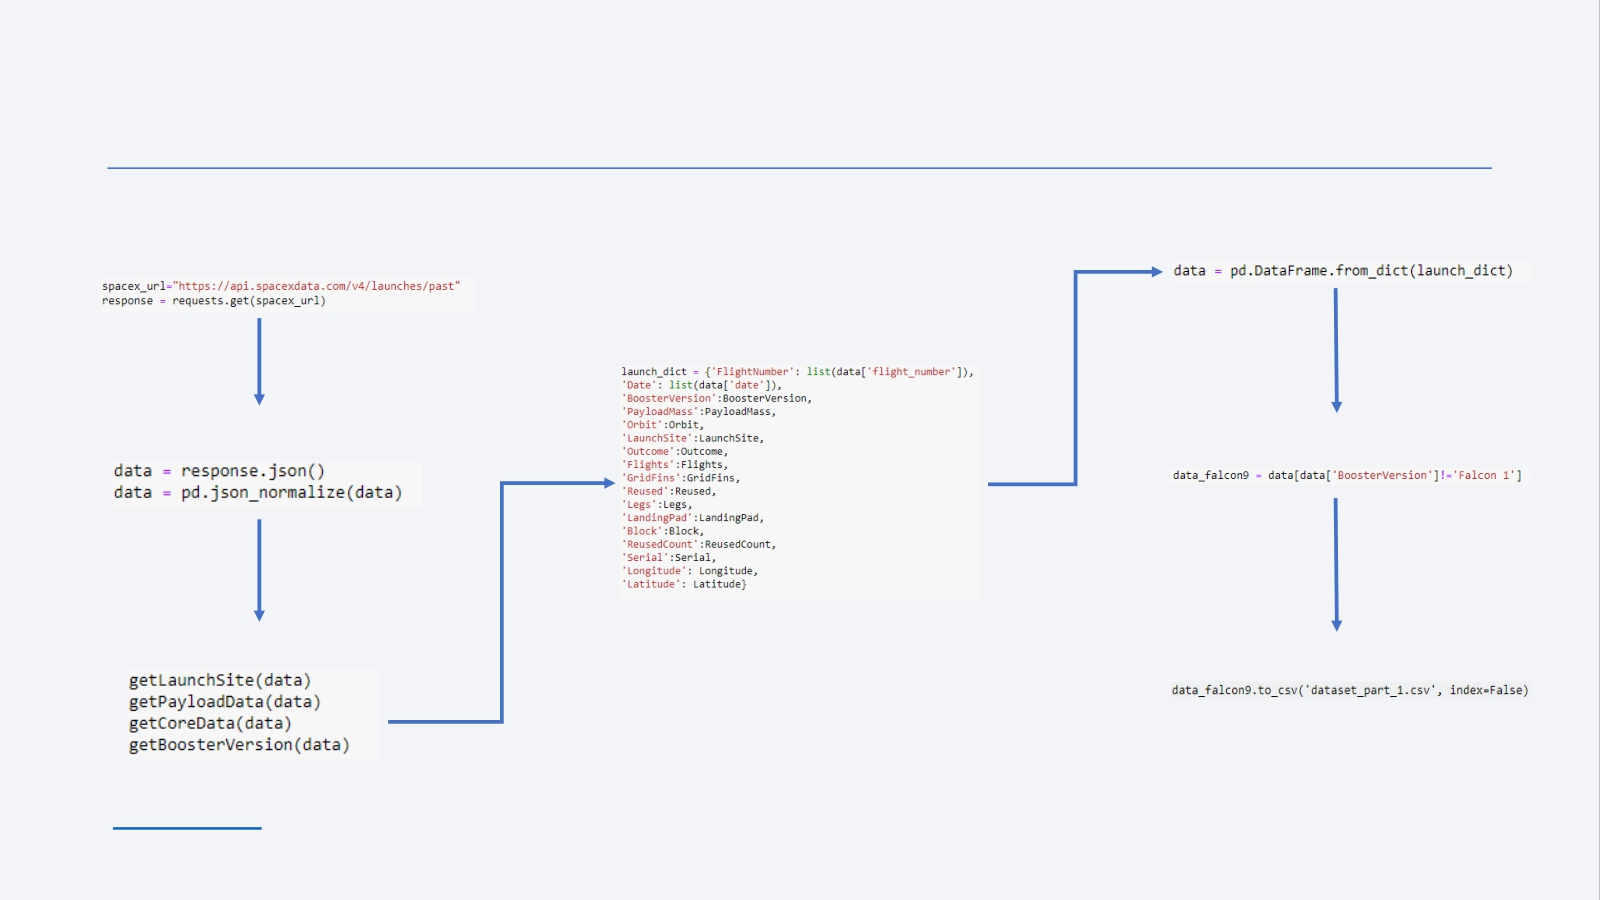 spacex_url="https://api.spacexdata.com/v4/launches/past"
response = requests.get(spacex_url)
data = response.json()
data = pd.json_normalize(data)
getLaunchSite(data)
getPayloadData(data)
getCoreData(data)
getBoosterVersion(data)
launch_dict = {'FlightNumber': list(data['flight_number']),
'Date': list(data['date']),
'BoosterVersion':BoosterVersion,
'PayloadMass':PayloadMass,
'Orbit':Orbit,
'LaunchSite':LaunchSite,
'Outcome':Outcome,
'Flights':Flights,
'GridFins':GridFins,
'Reused':Reused,
'Legs':Legs,
'LandingPad':LandingPad,
'Block':Block,
'ReusedCount':ReusedCount,
'Serial':Serial,
'Longitude': Longitude,
'Latitude': Latitude}
data = pd.DataFrame.from_dict(launch_dict)
data_falcon9 = data[data['BoosterVersion']!='Falcon 1']
data_falcon9.to_csv('dataset_part_1.csv', index=False)